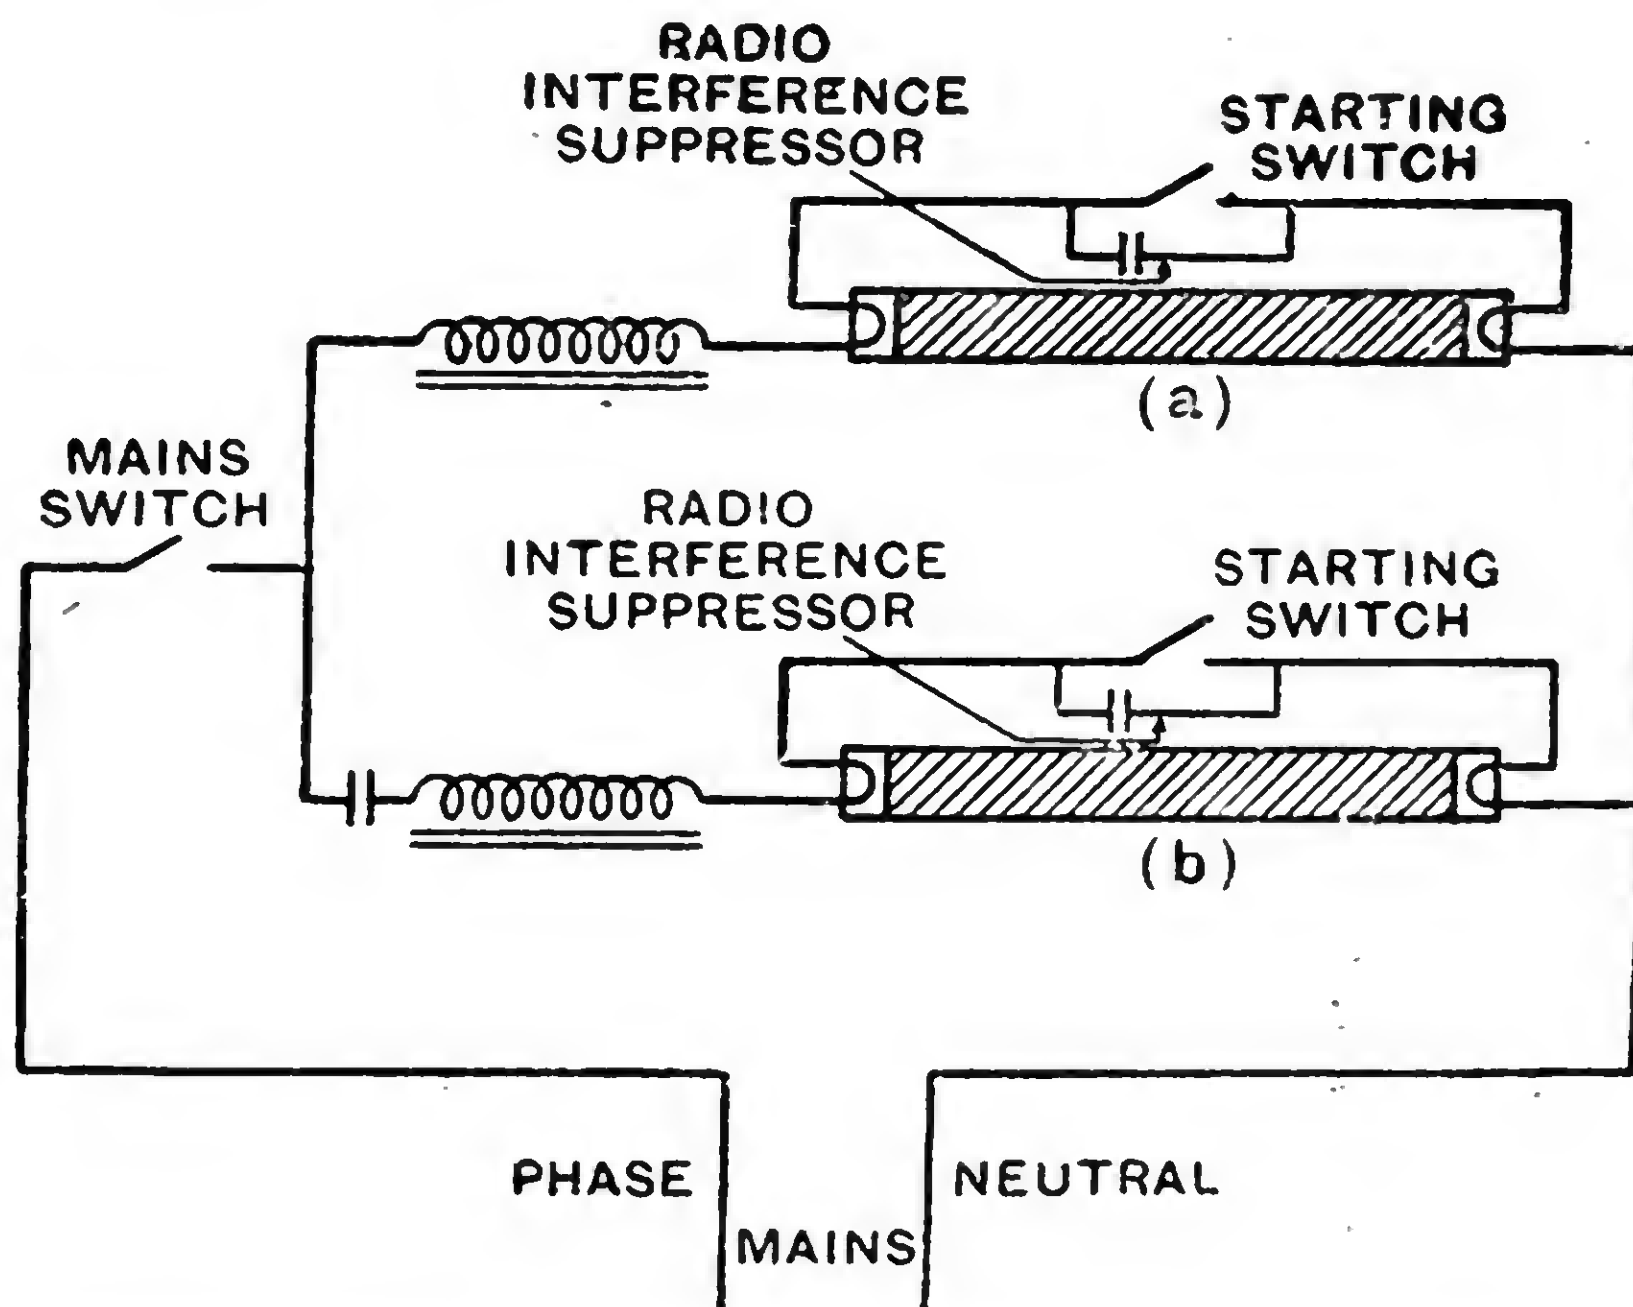 RADIO
INTERFERENCE
SUPPRESSOR
STARTING
SWITCH
(a)
MAINS
SWITCH
RADIO
INTERFERENCE
SUPPRESSOR
STARTING
SWITCH
(b)
PHASE
NEUTRAL
MAINS